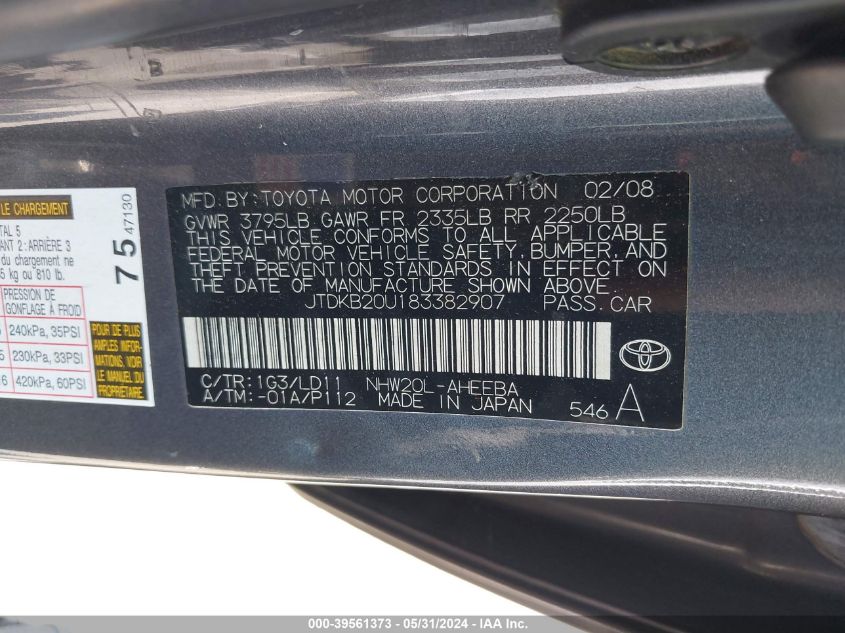 LE CHARGEMENT
TAL 5
ANT 2: ARRIÈRE 3
du chargement ne
5 kg ou 810 lb.
75
47130
PRESSION DE
GONFLAGE À FROID
240kPa, 35PSI
230kPa, 33PSI
420kPa, 60PSI
POUR DE PLUS
AMPLES INFOR-
MATIONS, VOIR
LE MANUEL DU
PROPRIÉTAIRE
MFD. BY: TOYOTA MOTOR CORPORATION 02/08
GVWR 3795LB GAWR FR 2335LB RR 2250LB
THIS VEHICLE CONFORMS TO ALL APPLICABLE
FEDERAL MOTOR VEHICLE SAFETY, BUMPER, AND
THEFT PREVENTION STANDARDS IN EFFECT ON
THE DATE OF MANUFACTURE SHOWN ABOVE.
JTDKB20U183382907 PASS. CAR
C/TR: 1G3/LD11 NHW20L-AHEEBA
A/TM: -01A/P112 MADE IN JAPAN
546 A
000-39561373 - 05/31/2024 - IAA Inc.